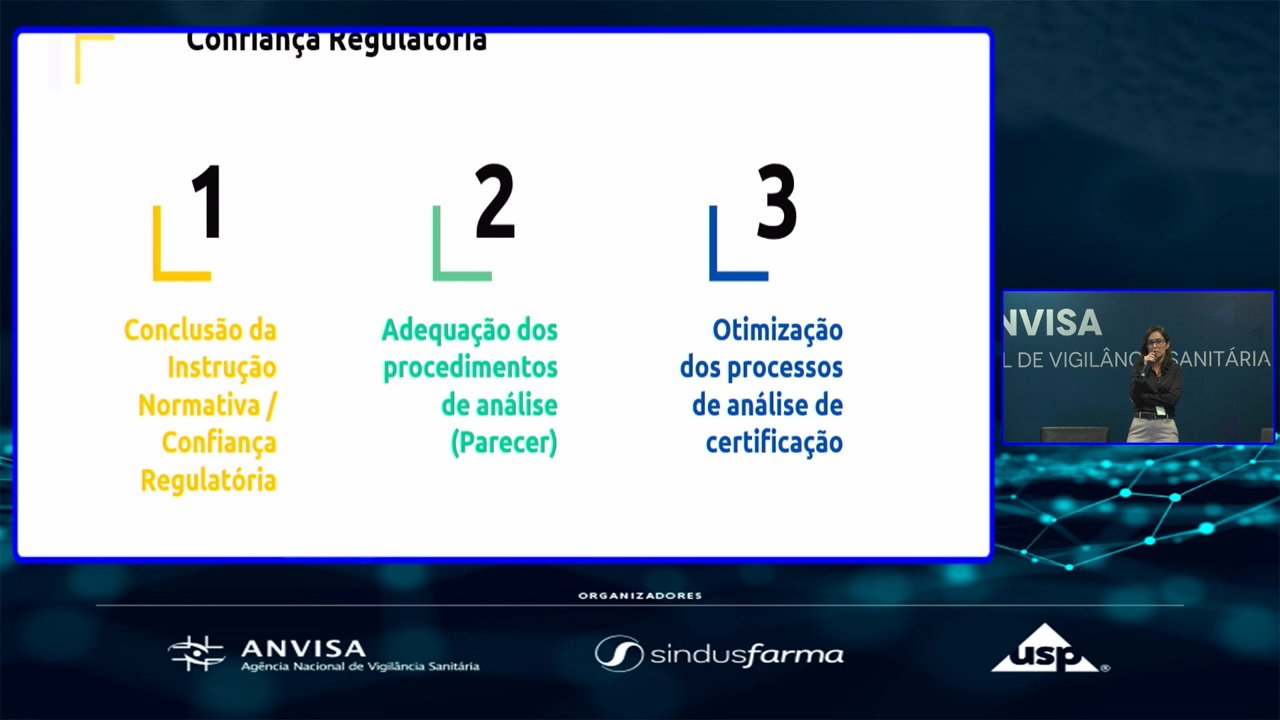 Confiança Regulatória
1
Conclusão da
Instrução
Normativa /
Confiança
Regulatória
2
Adequação dos
procedimentos
de análise
(Parecer)
3
Otimização
dos processos
de análise de
certificação
NVISA
L DE VIGILÂNC SANITÁRIA
ORGANIZADORES
ANVISA
Agência Nacional de Vigilância Sanitária
sindusfarma
usp®